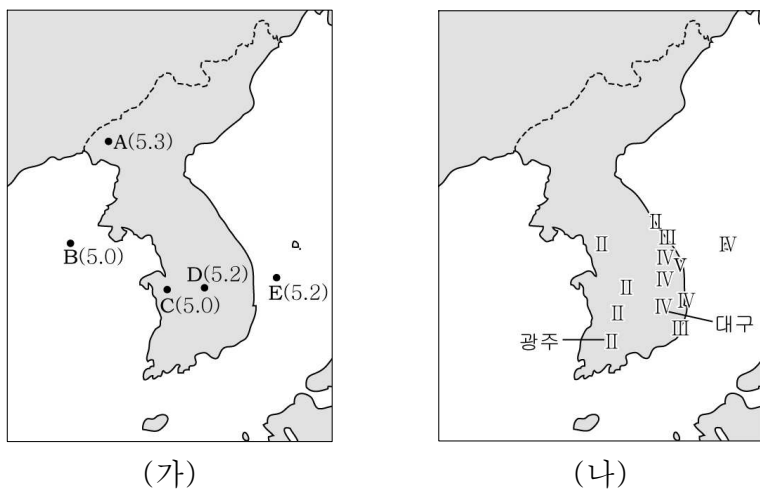 A(5.3)
B(5.0)
D(5.2)
C(5.0)
E(5.2)
(가)
Ⅱ
Ⅲ
Ⅱ
Ⅳ
Ⅳ
Ⅴ
Ⅳ
Ⅱ
Ⅳ
Ⅳ
Ⅱ
대구
Ⅲ
광주
Ⅱ
(나)